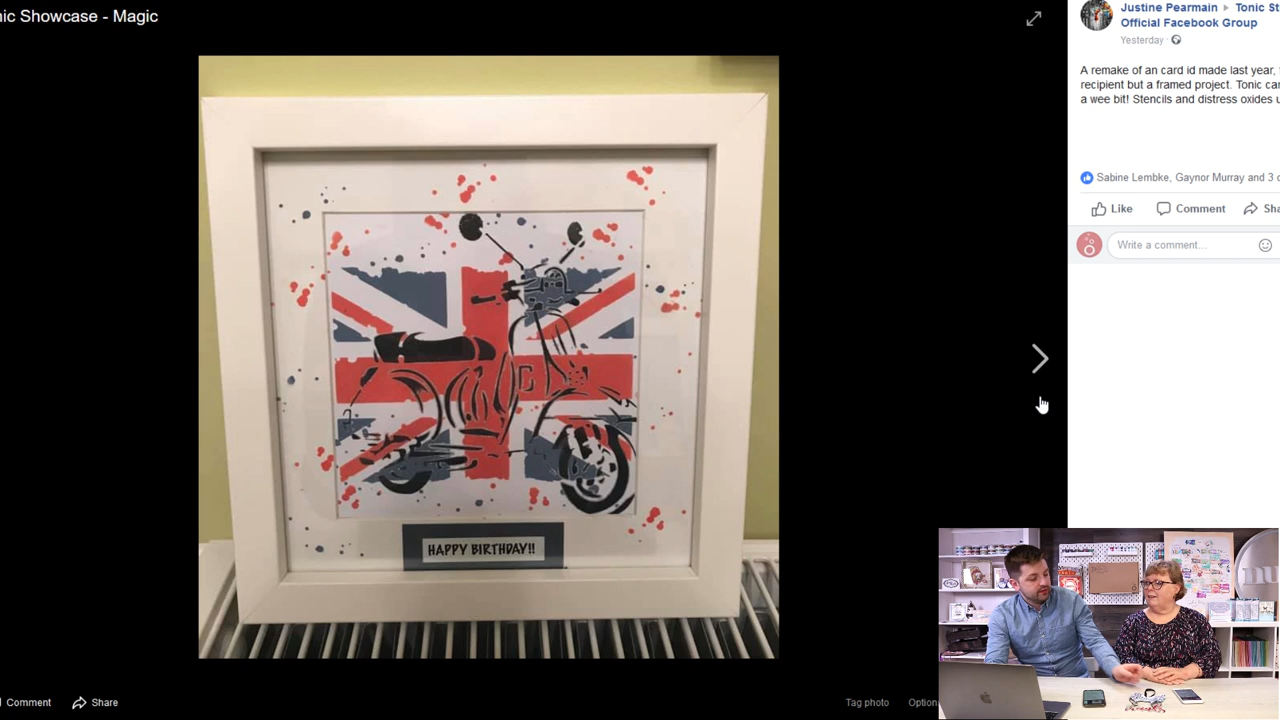 ic Showcase - Magic
Justine Pearmain ▸ Tonic St
Official Facebook Group
Yesterday ·
A remake of an card id made last year,
recipient but a framed project. Tonic car
a wee bit! Stencils and distress oxides u
Sabine Lembke, Gaynor Murray and 3 o
Like Comment Sha
Write a comment...
HAPPY BIRTHDAY!!
Comment Share
Tag photo Option